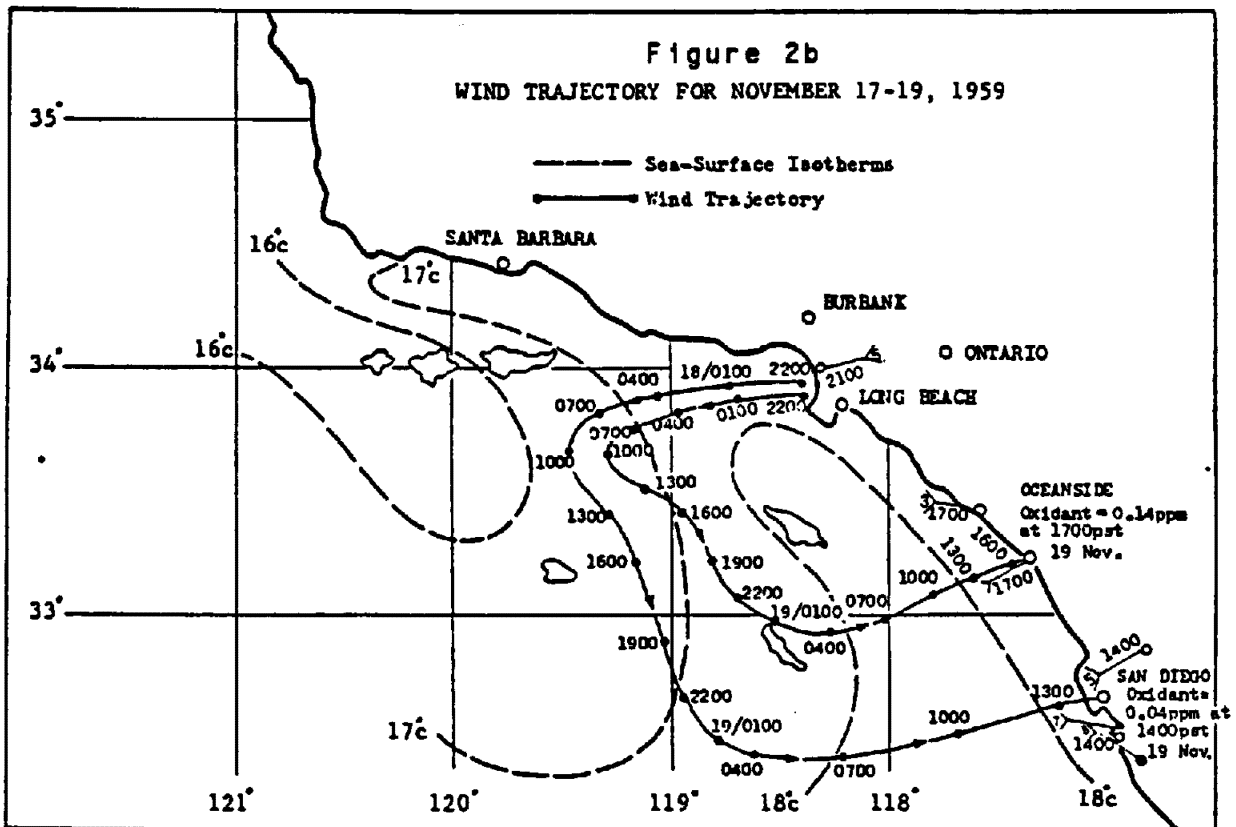 Figure 2b
WIND TRAJECTORY FOR NOVEMBER 17-19, 1959
35°
Sea-Surface Isotherms
Wind Trajectory
SANTA BARBARA
16°c
17°c
BURBANK
16°c
34°
ONTARIO
2200
2100
18/0100
0400
0700
LONG BEACH
2200
0100
0400
0700
1000
1000
1300
1300
1600
1600
1900
2200
19/0100
0400
0700
1000
1300
1600
1700
1700
OCEANSIDE
Oxidant = 0.14ppm
at 1700pst
19 Nov.
33°
1900
2200
19/0100
0400
0700
1000
1300
1400
SAN DIEGO
Oxidant=
0.04ppm at
1400pst
19 Nov.
1400
17°c
121°
120°
119°
18°c
118°
18°c